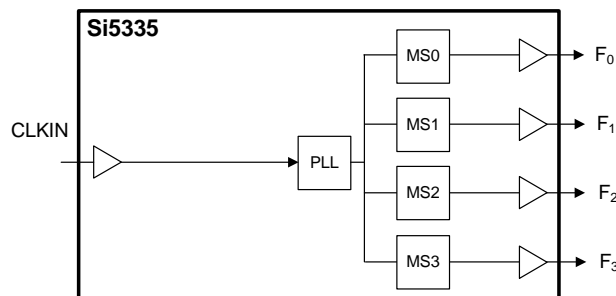 Si5335
MS0
F₀
MS1
F₁
CLKIN
PLL
MS2
F₂
MS3
F₃